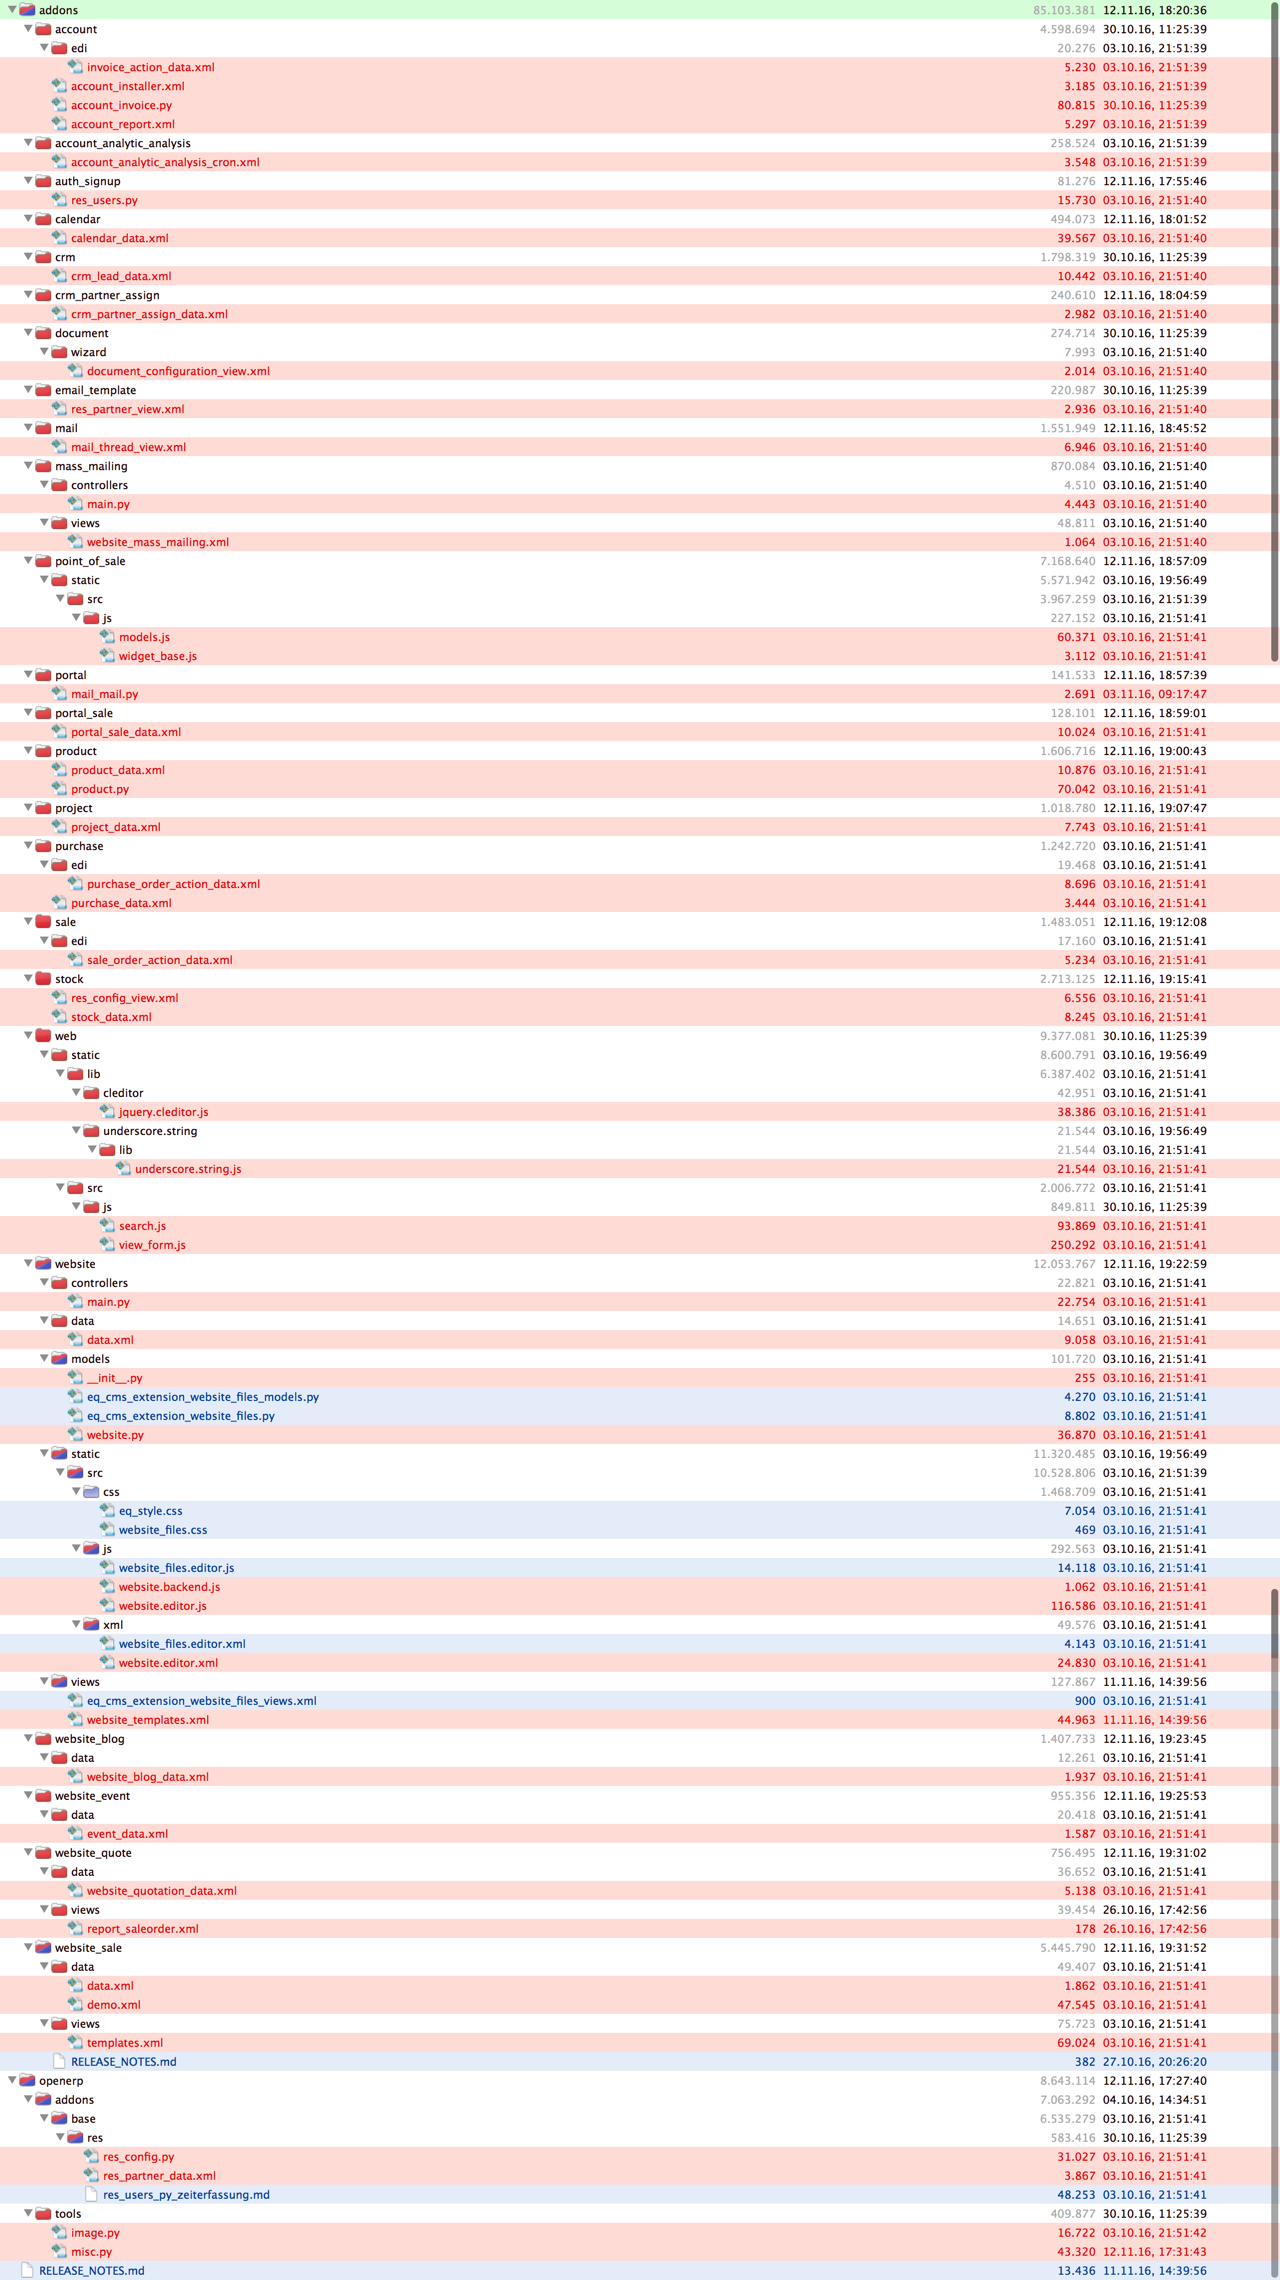 addons 85.103.381 12.11.16, 18:20:36
account 4.598.694 30.10.16, 11:25:39
edi 20.276 03.10.16, 21:51:39
invoice_action_data.xml 5.230 03.10.16, 21:51:39
account_installer.xml 3.185 03.10.16, 21:51:39
account_invoice.py 80.815 30.10.16, 11:25:39
account_report.xml 5.297 03.10.16, 21:51:39
account_analytic_analysis 258.524 03.10.16, 21:51:39
account_analytic_analysis_cron.xml 3.548 03.10.16, 21:51:39
auth_signup 81.276 12.11.16, 17:55:46
res_users.py 15.730 03.10.16, 21:51:40
calendar 494.073 12.11.16, 18:01:52
calendar_data.xml 39.567 03.10.16, 21:51:40
crm 1.798.319 30.10.16, 11:25:39
crm_lead_data.xml 10.442 03.10.16, 21:51:40
crm_partner_assign 240.610 12.11.16, 18:04:59
crm_partner_assign_data.xml 2.982 03.10.16, 21:51:40
document 274.714 30.10.16, 11:25:39
wizard 7.993 03.10.16, 21:51:40
document_configuration_view.xml 2.014 03.10.16, 21:51:40
email_template 220.987 30.10.16, 11:25:39
res_partner_view.xml 2.936 03.10.16, 21:51:40
mail 1.551.949 12.11.16, 18:45:52
mail_thread_view.xml 6.946 03.10.16, 21:51:40
mass_mailing 870.084 03.10.16, 21:51:40
controllers 4.510 03.10.16, 21:51:40
main.py 4.443 03.10.16, 21:51:40
views 48.811 03.10.16, 21:51:40
website_mass_mailing.xml 1.064 03.10.16, 21:51:40
point_of_sale 7.168.640 12.11.16, 18:57:09
static 5.571.942 03.10.16, 19:56:49
src 3.967.259 03.10.16, 21:51:39
js 227.152 03.10.16, 21:51:41
models.js 60.371 03.10.16, 21:51:41
widget_base.js 3.112 03.10.16, 21:51:41
portal 141.533 12.11.16, 18:57:39
mail_mail.py 2.691 03.11.16, 09:17:47
portal_sale 128.101 12.11.16, 18:59:01
portal_sale_data.xml 10.024 03.10.16, 21:51:41
product 1.606.716 12.11.16, 19:00:43
product_data.xml 10.876 03.10.16, 21:51:41
product.py 70.042 03.10.16, 21:51:41
project 1.018.780 12.11.16, 19:07:47
project_data.xml 7.743 03.10.16, 21:51:41
purchase 1.242.720 03.10.16, 21:51:41
edi 19.468 03.10.16, 21:51:41
purchase_order_action_data.xml 8.696 03.10.16, 21:51:41
purchase_data.xml 3.444 03.10.16, 21:51:41
sale 1.483.051 12.11.16, 19:12:08
edi 17.160 03.10.16, 21:51:41
sale_order_action_data.xml 5.234 03.10.16, 21:51:41
stock 2.713.125 12.11.16, 19:15:41
res_config_view.xml 6.556 03.10.16, 21:51:41
stock_data.xml 8.245 03.10.16, 21:51:41
web 9.377.081 30.10.16, 11:25:39
static 8.600.791 03.10.16, 19:56:49
lib 6.387.402 03.10.16, 21:51:41
cleditor 42.951 03.10.16, 21:51:41
jquery.cleditor.js 38.386 03.10.16, 21:51:41
underscore.string 21.544 03.10.16, 19:56:49
lib 21.544 03.10.16, 21:51:41
underscore.string.js 21.544 03.10.16, 21:51:41
src 2.006.772 03.10.16, 21:51:41
js 849.811 30.10.16, 11:25:39
search.js 93.869 03.10.16, 21:51:41
view_form.js 250.292 03.10.16, 21:51:41
website 12.053.767 12.11.16, 19:22:59
controllers 22.821 03.10.16, 21:51:41
main.py 22.754 03.10.16, 21:51:41
data 14.651 03.10.16, 21:51:41
data.xml 9.058 03.10.16, 21:51:41
models 101.720 03.10.16, 21:51:41
__init__.py 255 03.10.16, 21:51:41
eq_cms_extension_website_files_models.py 4.270 03.10.16, 21:51:41
eq_cms_extension_website_files.py 8.802 03.10.16, 21:51:41
website.py 36.870 03.10.16, 21:51:41
static 11.320.485 03.10.16, 19:56:49
src 10.528.806 03.10.16, 21:51:39
css 1.468.709 03.10.16, 21:51:41
eq_style.css 7.054 03.10.16, 21:51:41
website_files.css 469 03.10.16, 21:51:41
js 292.563 03.10.16, 21:51:41
website_files.editor.js 14.118 03.10.16, 21:51:41
website.backend.js 1.062 03.10.16, 21:51:41
website.editor.js 116.586 03.10.16, 21:51:41
xml 49.576 03.10.16, 21:51:41
website_files.editor.xml 4.143 03.10.16, 21:51:41
website.editor.xml 24.830 03.10.16, 21:51:41
views 127.867 11.11.16, 14:39:56
eq_cms_extension_website_files_views.xml 900 03.10.16, 21:51:41
website_templates.xml 44.963 11.11.16, 14:39:56
website_blog 1.407.733 12.11.16, 19:23:45
data 12.261 03.10.16, 21:51:41
website_blog_data.xml 1.937 03.10.16, 21:51:41
website_event 955.356 12.11.16, 19:25:53
data 20.418 03.10.16, 21:51:41
event_data.xml 1.587 03.10.16, 21:51:41
website_quote 756.495 12.11.16, 19:31:02
data 36.652 03.10.16, 21:51:41
website_quotation_data.xml 5.138 03.10.16, 21:51:41
views 39.454 26.10.16, 17:42:56
report_saleorder.xml 178 26.10.16, 17:42:56
website_sale 5.445.790 12.11.16, 19:31:52
data 49.407 03.10.16, 21:51:41
data.xml 1.862 03.10.16, 21:51:41
demo.xml 47.545 03.10.16, 21:51:41
views 75.723 03.10.16, 21:51:41
templates.xml 69.024 03.10.16, 21:51:41
RELEASE_NOTES.md 382 27.10.16, 20:26:20
openerp 8.643.114 12.11.16, 17:27:40
addons 7.063.292 04.10.16, 14:34:51
base 6.535.279 03.10.16, 21:51:41
res 583.416 30.10.16, 11:25:39
res_config.py 31.027 03.10.16, 21:51:41
res_partner_data.xml 3.867 03.10.16, 21:51:41
res_users_py_zeiterfassung.md 48.253 03.10.16, 21:51:41
tools 409.877 30.10.16, 11:25:39
image.py 16.722 03.10.16, 21:51:42
misc.py 43.320 12.11.16, 17:31:43
RELEASE_NOTES.md 13.436 11.11.16, 14:39:56